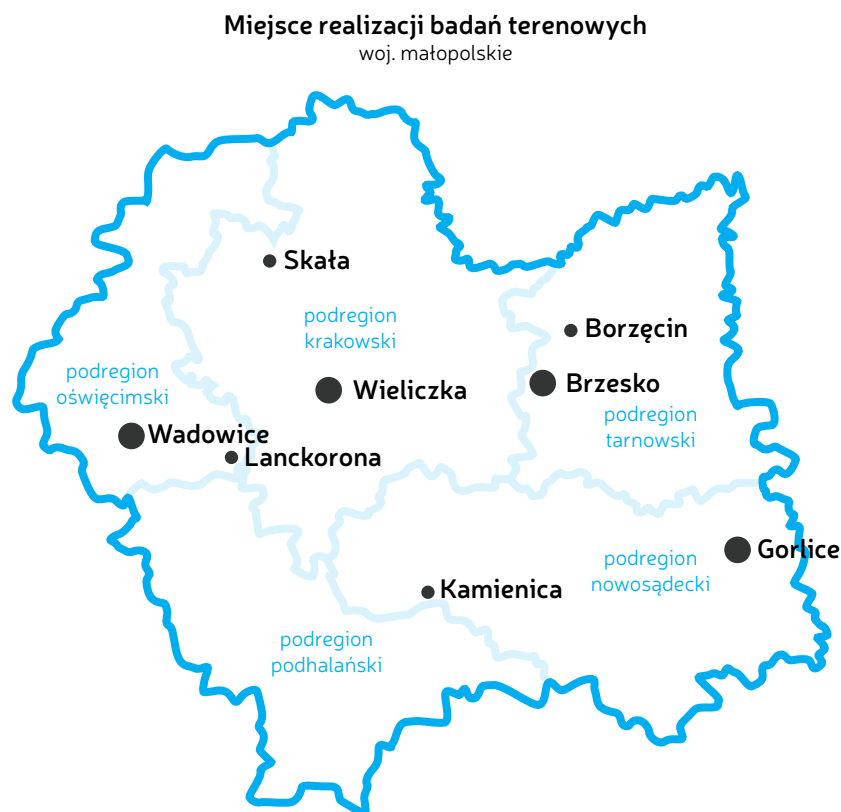 Miejsce realizacji badań terenowych
woj. małopolskie
Skała
podregion
krakowski
Borzęcin
podregion
oświęcimski
Wieliczka
Brzesko
podregion
tarnowski
Wadowice
Lanckorona
Gorlice
podregion
nowosądecki
Kamienica
podregion
podhalański